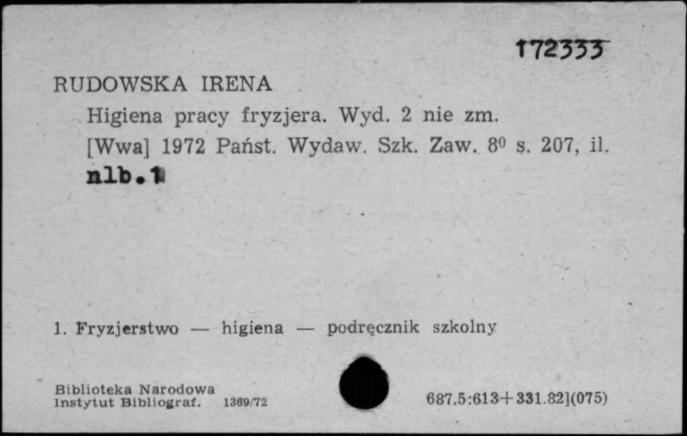 172333
RUDOWSKA IRENA
Higiena pracy fryzjera. Wyd. 2 nie zm.
[Wwa] 1972 Państ. Wydaw. Szk. Zaw. 8⁰ s. 207, il.
nlb.1
1. Fryzjerstwo — higiena — podręcznik szkolny
Biblioteka Narodowa
Instytut Bibliograf. 1369/72
687.5:613+331.82](075)